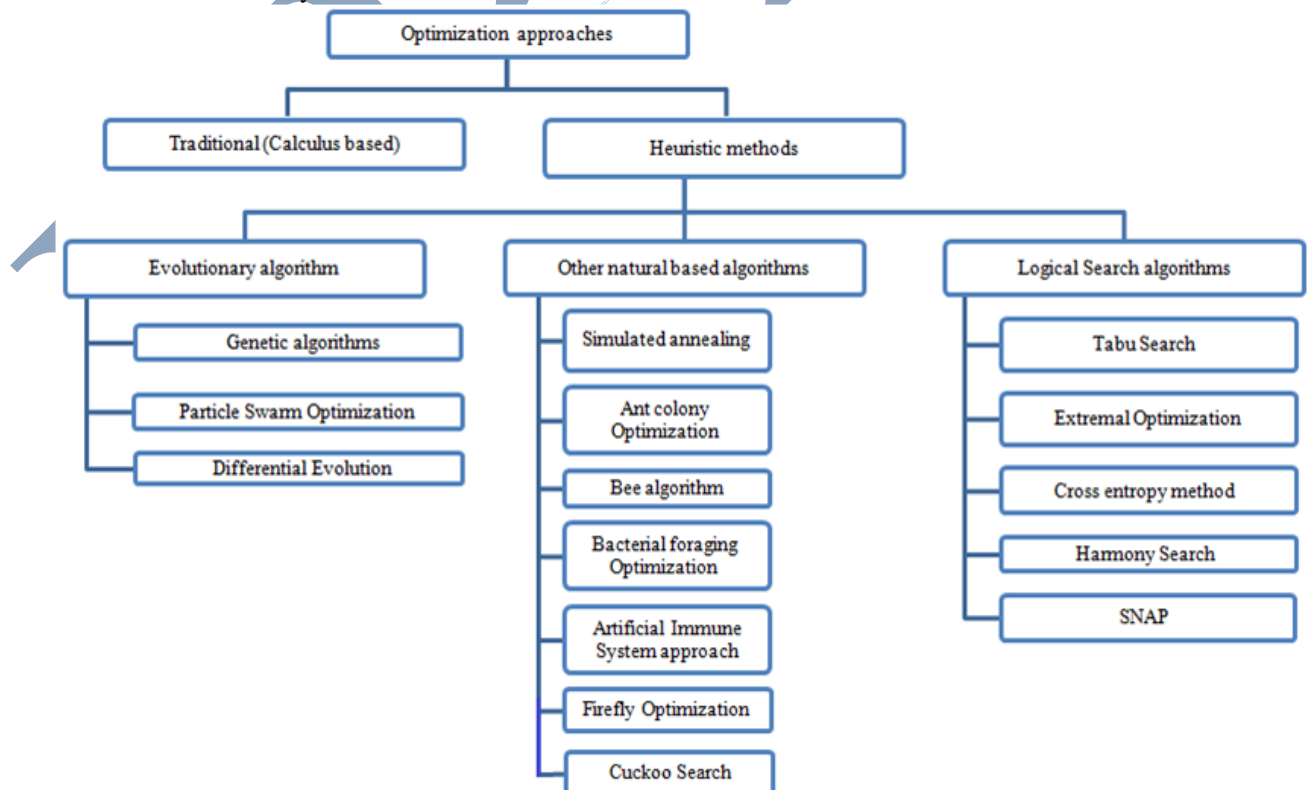 Optimization approaches
Traditional (Calculus based)
Heuristic methods
Evolutionary algorithm
Other natural based algorithms
Logical Search algorithms
Genetic algorithms
Particle Swarm Optimization
Differential Evolution
Simulated annealing
Ant colony
Optimization
Bee algorithm
Bacterial foraging
Optimization
Artificial Immune
System approach
Firefly Optimization
Cuckoo Search
Tabu Search
Extremal Optimization
Cross entropy method
Harmony Search
SNAP